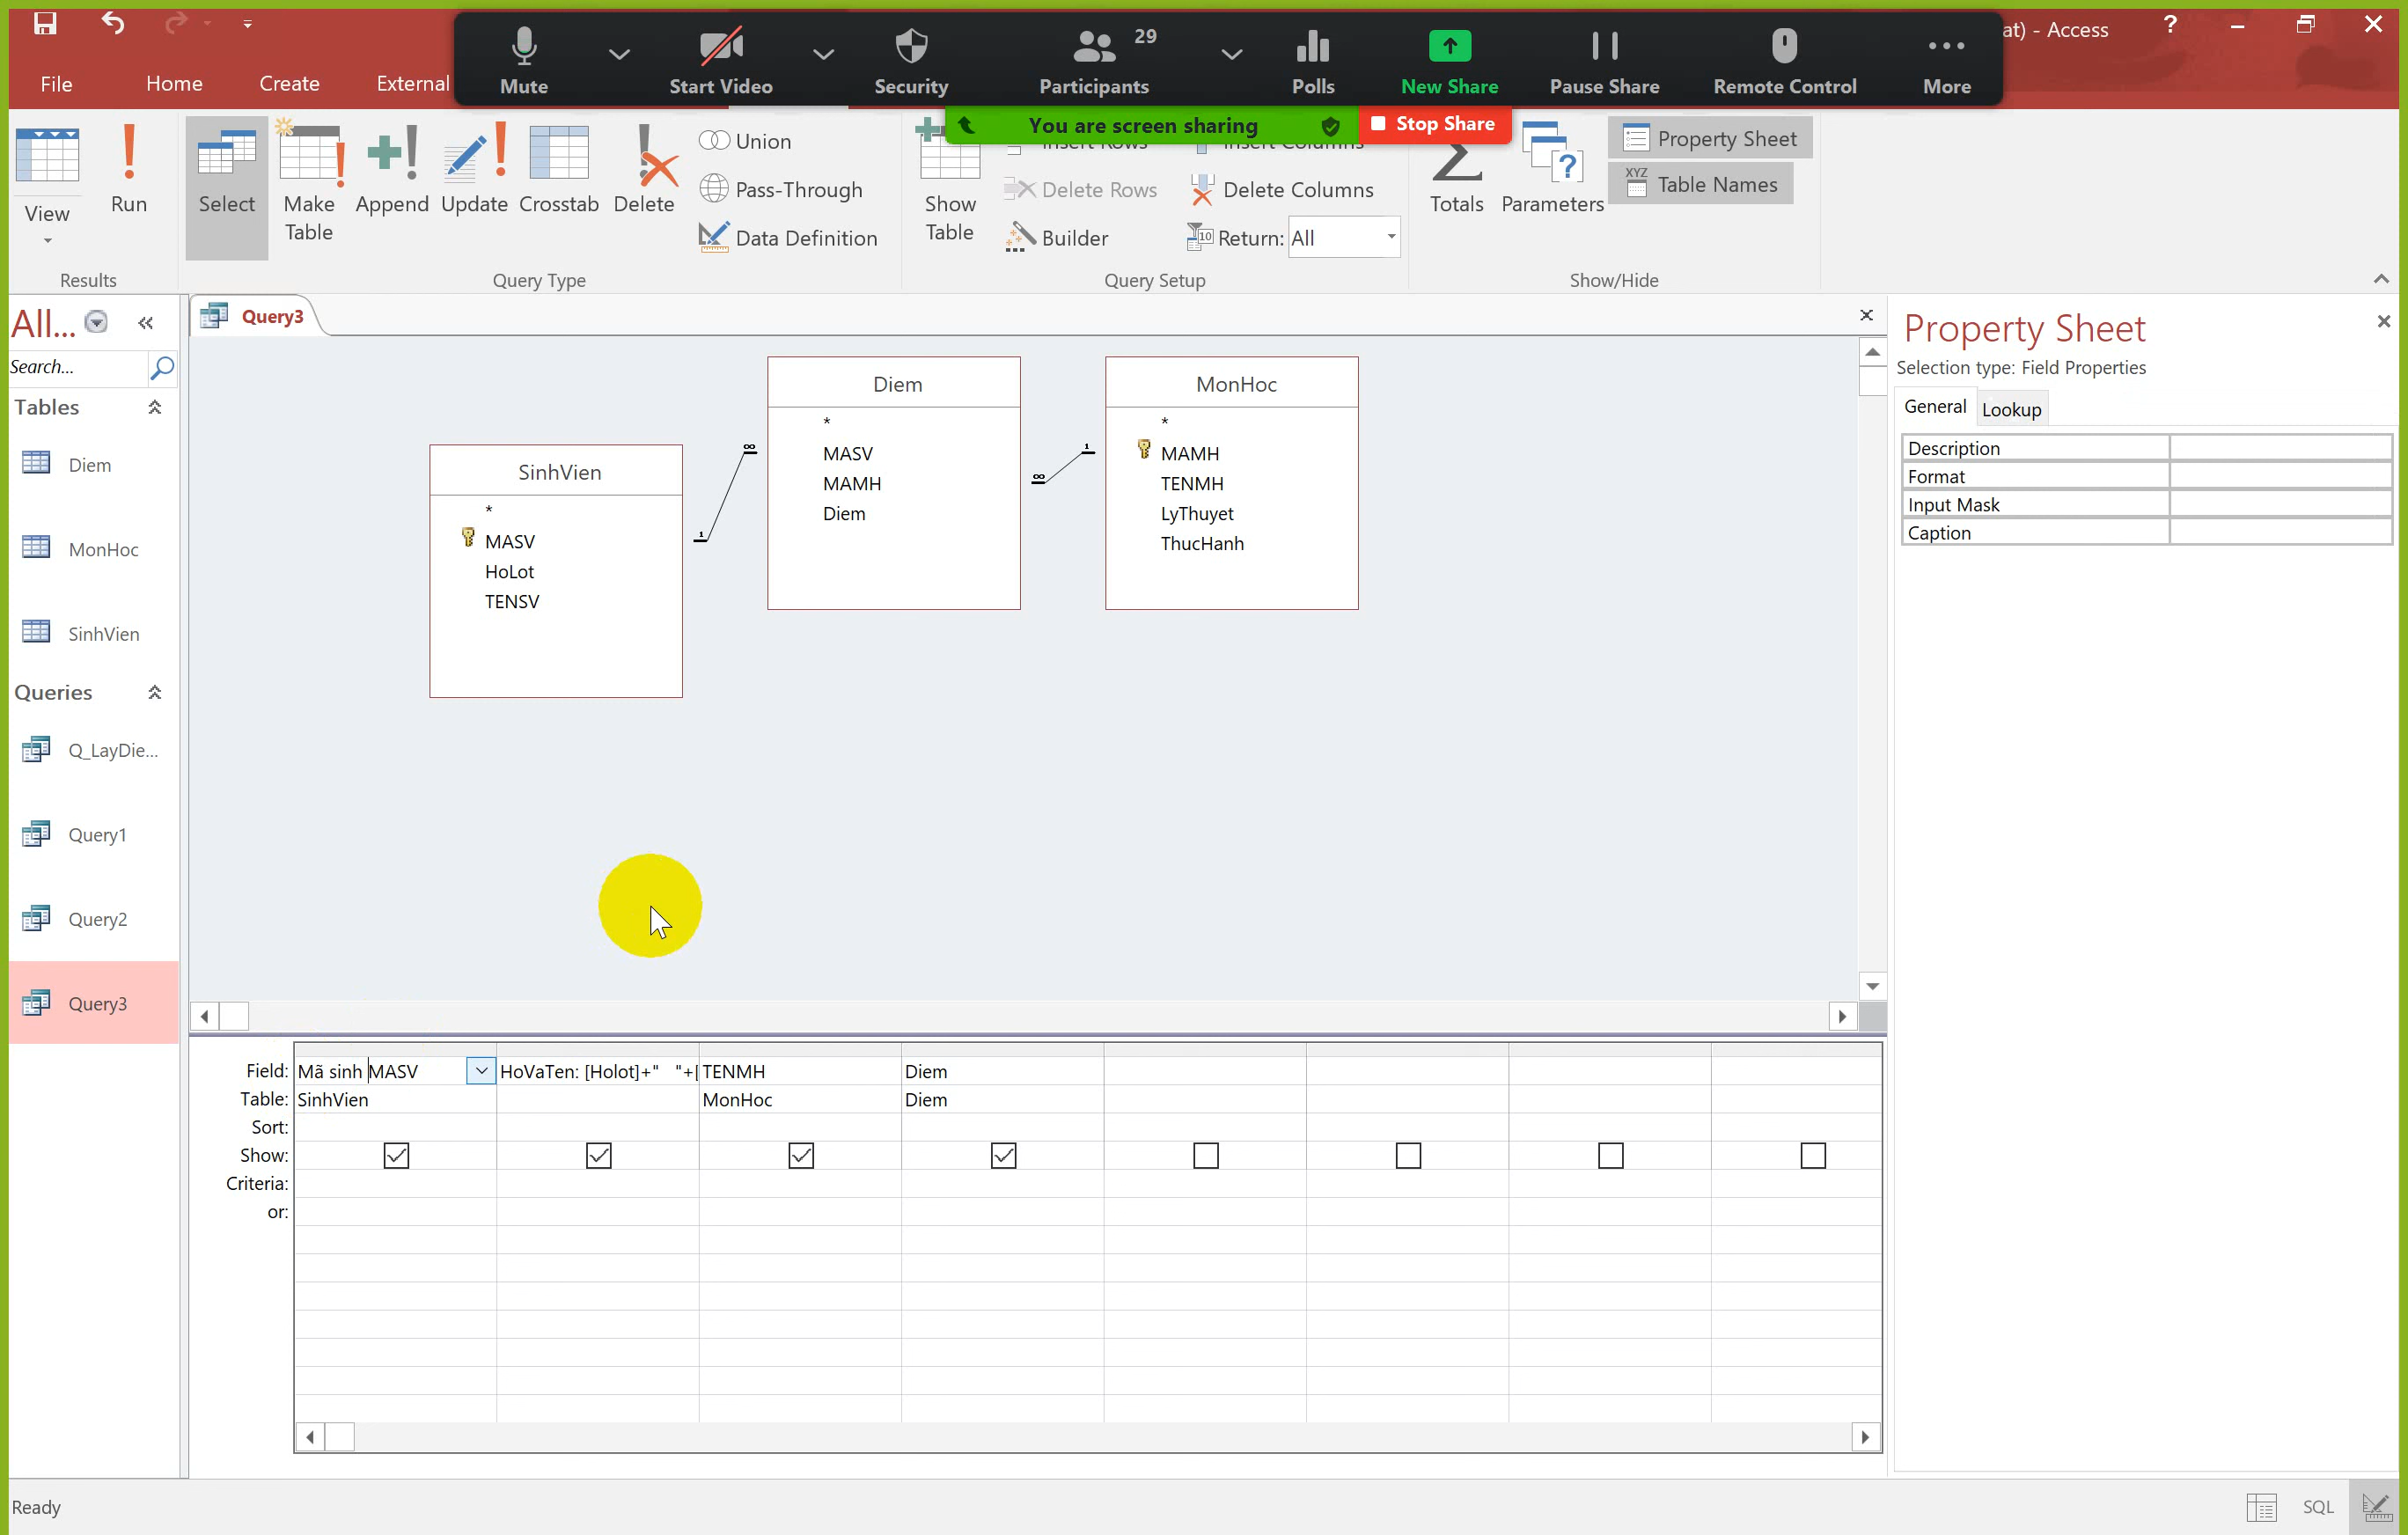 at) - Access
?
File
Home
Create
External
Mute
Start Video
Security
Participants
29
Polls
New Share
Pause Share
Remote Control
More
You are screen sharing
Stop Share
View
Run
Select
Make
Table
Append
Update
Crosstab
Delete
Union
Pass-Through
Data Definition
Show
Table
Insert Rows
Delete Rows
Builder
Insert Columns
Delete Columns
Return: All
Totals
Parameters
Property Sheet
Table Names
Results
Query Type
Query Setup
Show/Hide
All...
Search...
Tables
Diem
MonHoc
SinhVien
Queries
Q_LayDie...
Query1
Query2
Query3
Query3
SinhVien
*
MASV
HoLot
TENSV
Diem
*
MASV
MAMH
Diem
MonHoc
*
MAMH
TENMH
LyThuyet
ThucHanh
1
∞
∞
1
Property Sheet
Selection type: Field Properties
General
Lookup
Description
Format
Input Mask
Caption
Field: Mã sinh MASV HoVaTen: [Holot]+" "+[ TENMH Diem
Table: SinhVien MonHoc Diem
Sort:
Show:
Criteria:
or:
Ready
SQL